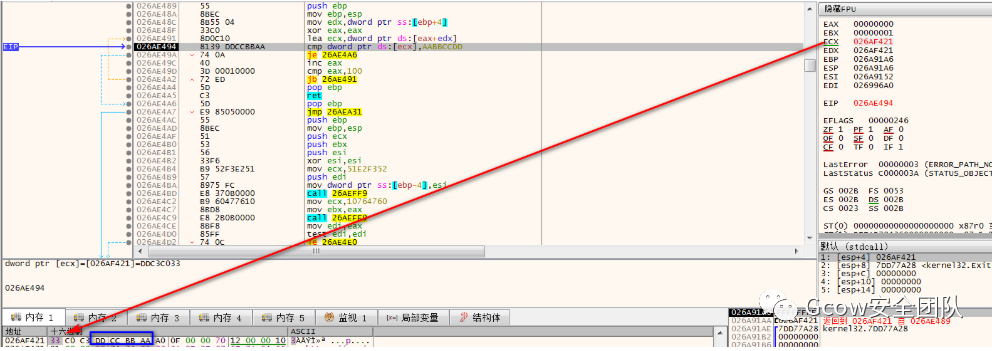 026AE489 55 push ebp
026AE48A 8BEC mov ebp,esp
026AE48C 8B55 04 mov edx,dword ptr ss:[ebp+4]
026AE48F 33C0 xor eax,eax
026AE491 8D0C10 lea ecx,dword ptr ds:[eax+edx]
EIP 026AE494 8139 DDCCBBAA cmp dword ptr ds:[ecx],AABBCCDD
026AE49A 74 0A je 26AE4A6
026AE49C 40 inc eax
026AE49D 3D 00010000 cmp eax,100
026AE4A2 72 ED jb 26AE491
026AE4A4 5D pop ebp
026AE4A5 C3 ret
026AE4A6 5D pop ebp
026AE4A7 E9 85050000 jmp 26AEA31
026AE4AC 55 push ebp
026AE4AD 8BEC mov ebp,esp
026AE4AF 51 push ecx
026AE4B0 53 push ebx
026AE4B1 56 push esi
026AE4B2 33F6 xor esi,esi
026AE4B4 B9 52F3E251 mov ecx,51E2F352
026AE4B9 57 push edi
026AE4BA 8975 FC mov dword ptr ss:[ebp-4],esi
026AE4BD E8 370B0000 call 26AEFF9
026AE4C2 B9 60477610 mov ecx,10764760
026AE4C7 8BD8 mov ebx,eax
026AE4C9 E8 2B0B0000 call 26AEFF9
026AE4CE 8BF8 mov edi,eax
026AE4D0 85FF test edi,edi
026AE4D2 74 0C je 26AE4E0
隐藏FPU
EAX 00000000
EBX 00000001
ECX 026AF421
EDX 026AF421
EBP 026A91A6
ESP 026A91A6
ESI 026A9152
EDI 026996A0
EIP 026AE494
EFLAGS 00000246
ZF 1 PF 1 AF 0
OF 0 SF 0 DF 0
CF 0 TF 0 IF 1
LastError 00000003 (ERROR_PATH_NO
LastStatus C000003A (STATUS_OBJECT
GS 002B FS 0053
ES 002B DS 002B
CS 0023 SS 002B
ST(0) 00000000000000000000 x87r0 3
默认 (stdcall)
1: [esp+4] 026AF421
2: [esp+8] 7DD77A28 <kernel32.Exit
3: [esp+C] 00000000
4: [esp+10] 00000000
5: [esp+14] 00000000
dword ptr [ecx]=[026AF421]=DDC3C033
026AE494
内存 1 内存 2 内存 3 内存 4 内存 5 监视 1 [x=] 局部变量 结构体
地址 十六进制 ASCII
026AF421 33 C0 C3 DD CC BB AA A0 0F 00 00 70 12 00 00 10 3ÀÃÝÌ»ª ...p....
026A91AA 026AF421 返回到 026AF421 自 026AE489
026A91AE 7DD77A28 kernel32.7DD77A28
026A91B2 00000000
Gcow安全团队